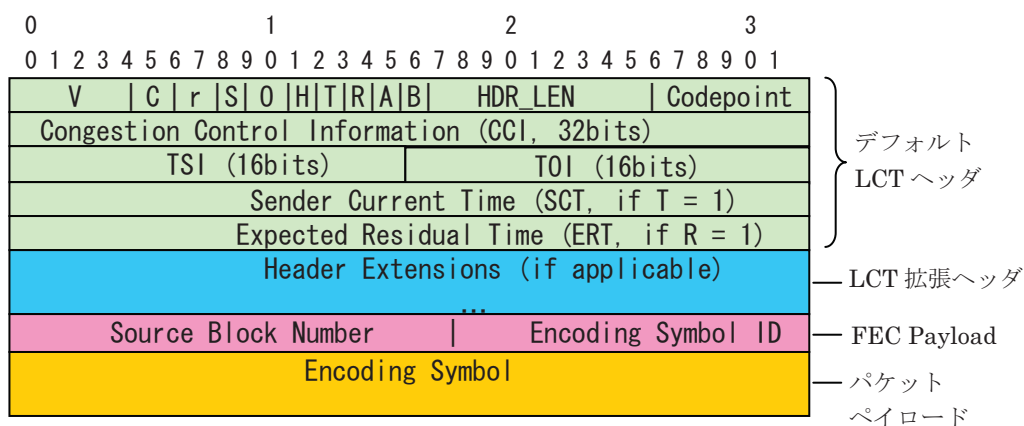 0 1 2 3
0 1 2 3 4 5 6 7 8 9 0 1 2 3 4 5 6 7 8 9 0 1 2 3 4 5 6 7 8 9 0 1
V | C | r |S| O |H|T|R|A|B| HDR_LEN | Codepoint
Congestion Control Information (CCI, 32bits)
TSI (16bits) TOI (16bits)
Sender Current Time (SCT, if T = 1)
Expected Residual Time (ERT, if R = 1)
デフォルト
LCT ヘッダ
Header Extensions (if applicable)
...
LCT 拡張ヘッダ
Source Block Number | Encoding Symbol ID
FEC Payload
Encoding Symbol
パケット
ペイロード